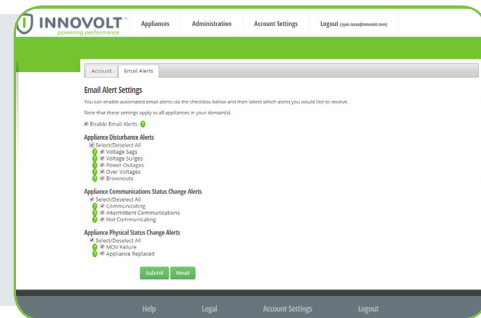 INNOVOLT
powering performance
Appliances
Administration
Account Settings
Logout
Account
Email Alerts
Email Alert Settings
You can enable automated email alerts via the checkbox below and then select which alerts you would like to receive.
Note that these settings apply to all appliances in your domain(s).
Enable Email Alerts ?
Appliance Disturbance Alerts
Select/Deselect All
? Voltage Sags
? Voltage Surges
? Power Outages
? Over Voltages
? Brownouts
Appliance Communications Status Change Alerts
Select/Deselect All
? Communicating
? Intermittent Communications
? Not Communicating
Appliance Physical Status Change Alerts
Select/Deselect All
? MOV Failure
? Appliance Replaced
Submit
Reset
Help
Legal
Account Settings
Logout